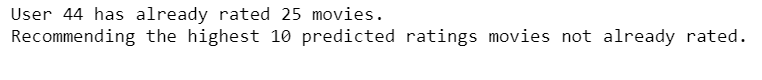 User 44 has already rated 25 movies.
Recommending the highest 10 predicted ratings movies not already rated.